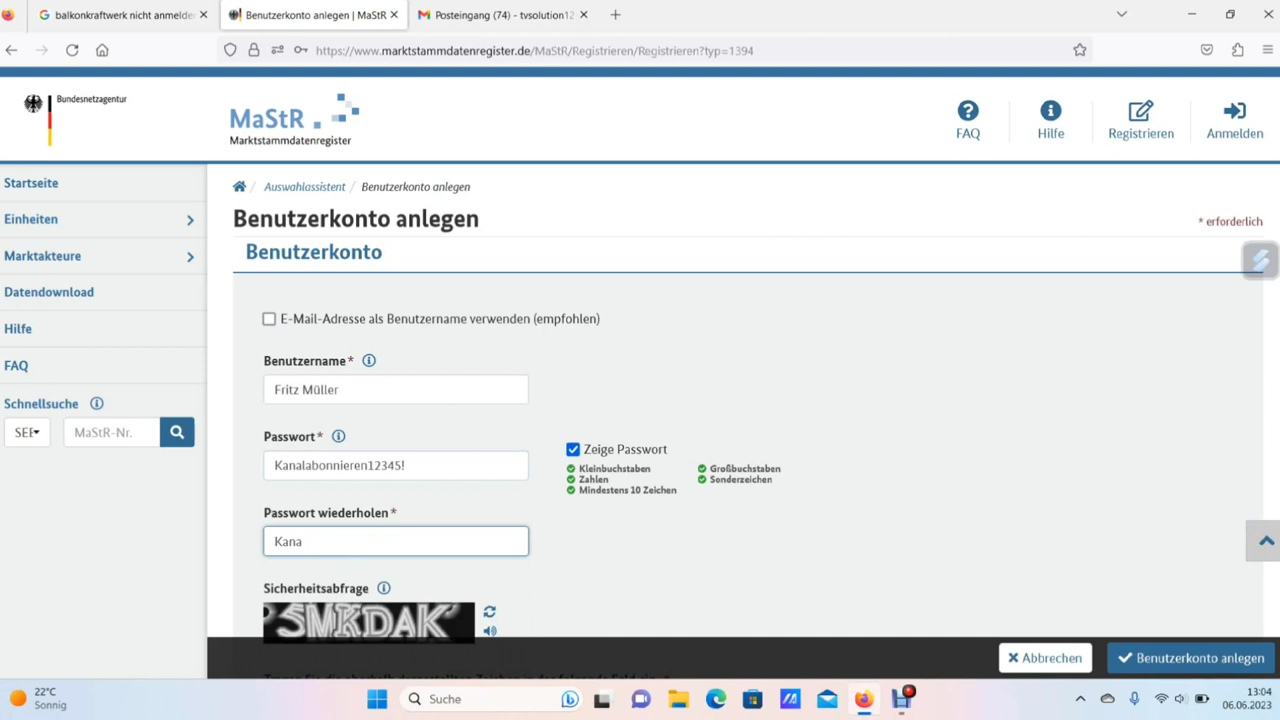 balkonkraftwerk nicht anmelden
Benutzerkonto anlegen | MaStR
Posteingang (74) - tvsolution12
https://www.marktstammdatenregister.de/MaStR/Registrieren/Registrieren?typ=1394
Bundesnetzagentur
MaStR
Marktstammdatenregister
FAQ
Hilfe
Registrieren
Anmelden
Startseite
Einheiten
Marktakteure
Datendownload
Hilfe
FAQ
Schnellsuche
SEE
MaStR-Nr.
Auswahlassistent / Benutzerkonto anlegen
Benutzerkonto anlegen
* erforderlich
Benutzerkonto
E-Mail-Adresse als Benutzername verwenden (empfohlen)
Benutzername*
Fritz Müller
Passwort*
Kanalabonnieren12345!
Zeige Passwort
Kleinbuchstaben
Großbuchstaben
Zahlen
Sonderzeichen
Mindestens 10 Zeichen
Passwort wiederholen*
Kana
Sicherheitsabfrage
SMKDAK
Abbrechen
Benutzerkonto anlegen
22°C
Sonnig
Suche
13:04
06.06.2023